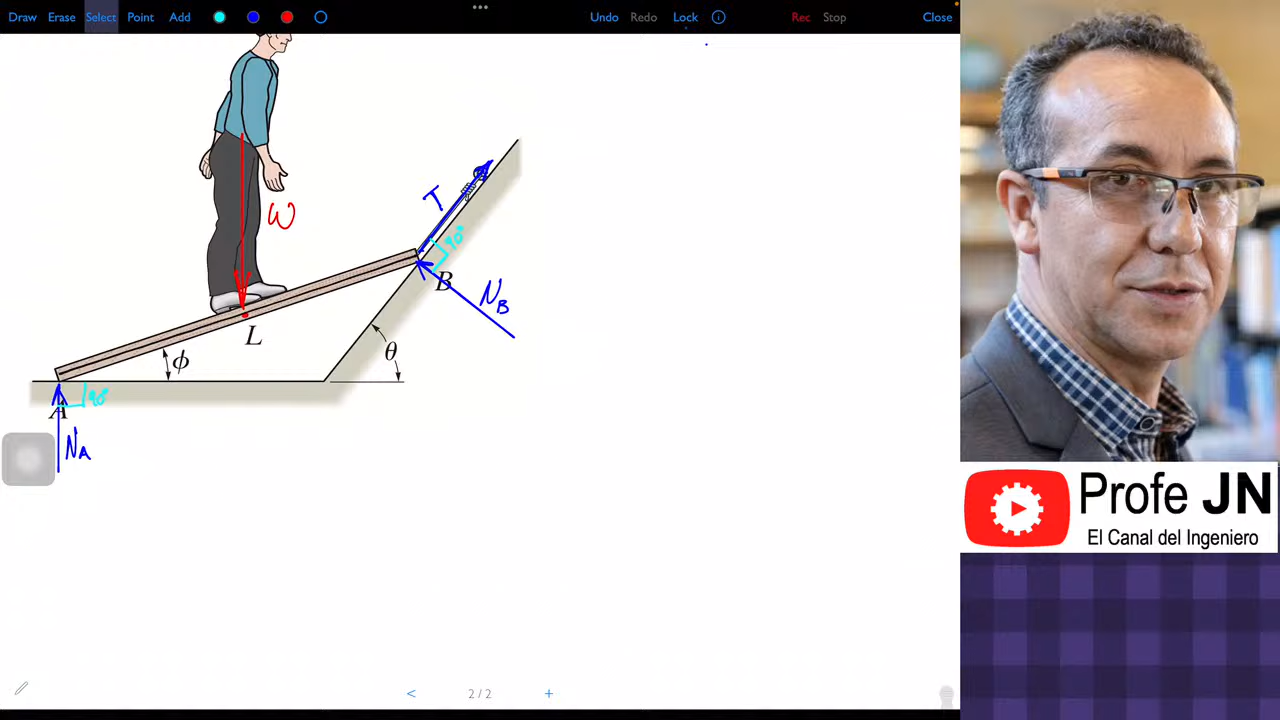 Draw Erase Select Point Add Undo Redo Lock Rec Stop Close
T
90°
W
B
N_B
L
ϕ
θ
A
90°
N_A
Profe JN
El Canal del Ingeniero
< 2 / 2 +